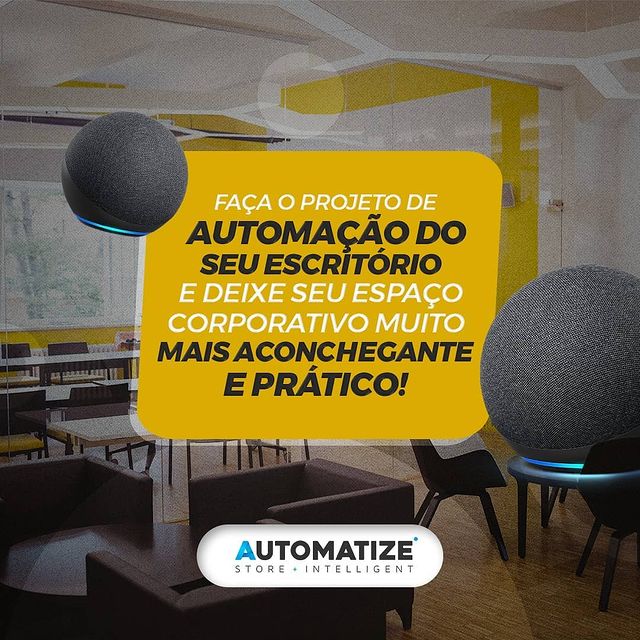 FAÇA O PROJETO DE
AUTOMAÇÃO DO
SEU ESCRITÓRIO
E DEIXE SEU ESPAÇO
CORPORATIVO MUITO
MAIS ACONCHEGANTE
E PRÁTICO!
AUTOMATIZE
STORE + INTELLIGENT